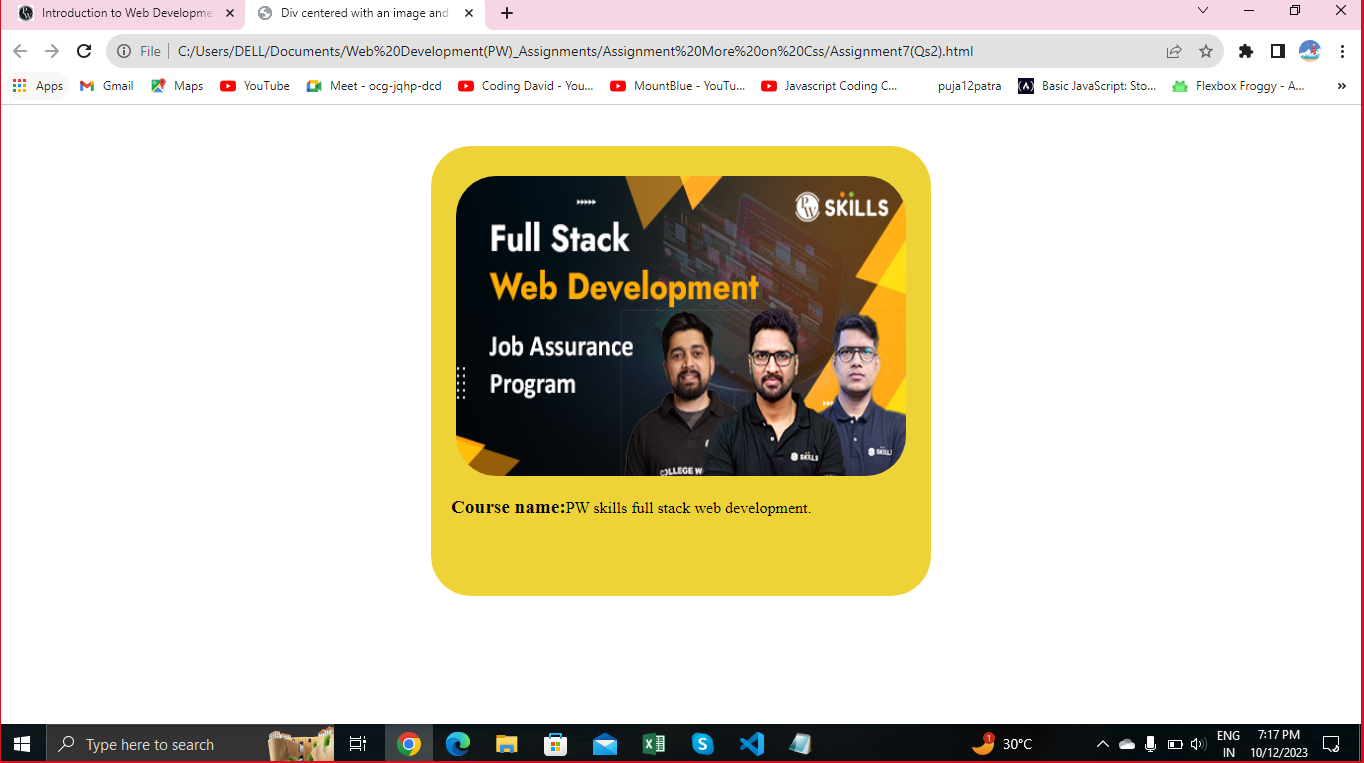 Introduction to Web Developme
Div centered with an image and
File
C:/Users/DELL/Documents/Web%20Development(PW)_Assignments/Assignment%20More%20on%20Css/Assignment7(Qs2).html
Apps
Gmail
Maps
YouTube
Meet - ocg-jqhp-dcd
Coding David - You...
MountBlue - YouTu...
Javascript Coding C...
puja12patra
Basic JavaScript: Sto...
Flexbox Froggy - A...
»
PW SKILLS
Full Stack
Web Development
Job Assurance
Program
COLLEGE W
SKILLS
SKILL
Course name:PW skills full stack web development.
Type here to search
1
30°C
ENG
IN
7:17 PM
10/12/2023